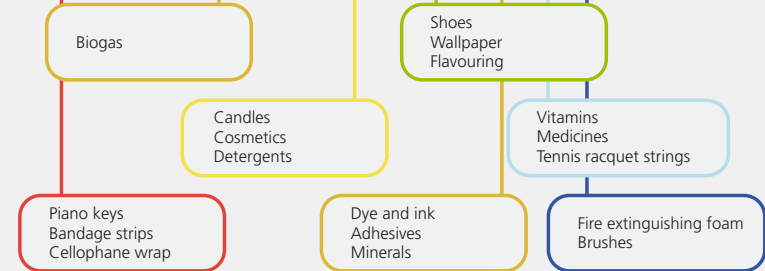 Biogas
Shoes
Wallpaper
Flavouring
Candles
Cosmetics
Detergents
Vitamins
Medicines
Tennis racquet strings
Piano keys
Bandage strips
Cellophane wrap
Dye and ink
Adhesives
Minerals
Fire extinguishing foam
Brushes